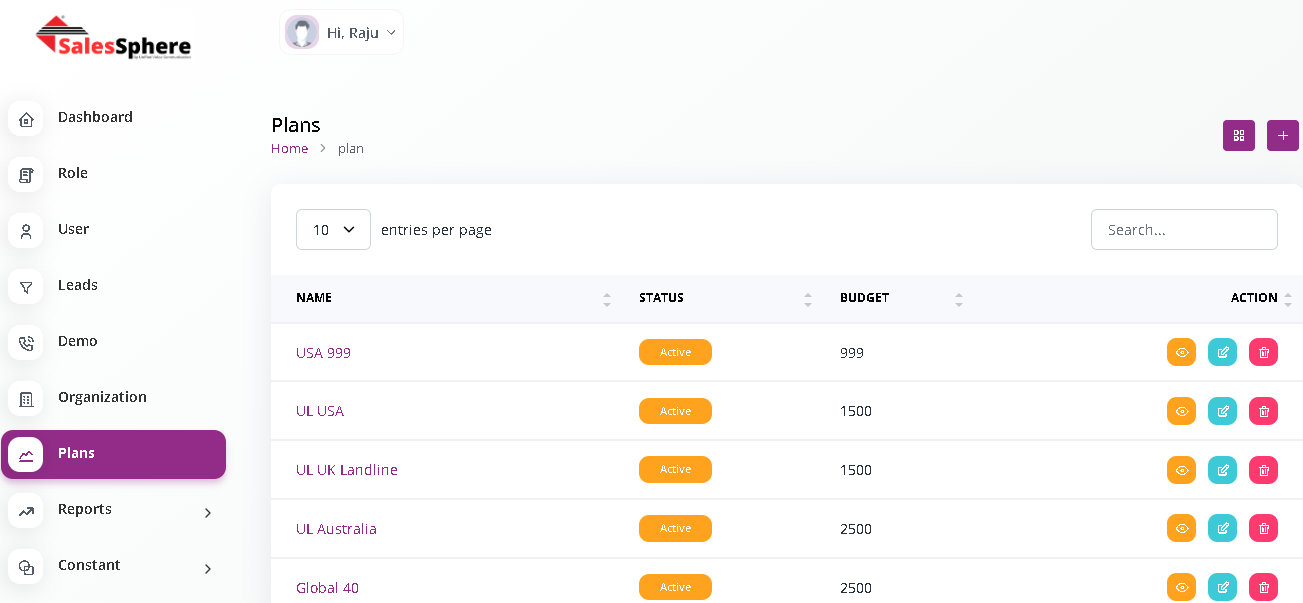 SalesSphere
Hi, Raju
Dashboard
Role
User
Leads
Demo
Organization
Plans
Reports
Constant
Plans
Home > plan
10 entries per page
Search...
NAME STATUS BUDGET ACTION
USA 999 Active 999
UL USA Active 1500
UL UK Landline Active 1500
UL Australia Active 2500
Global 40 Active 2500